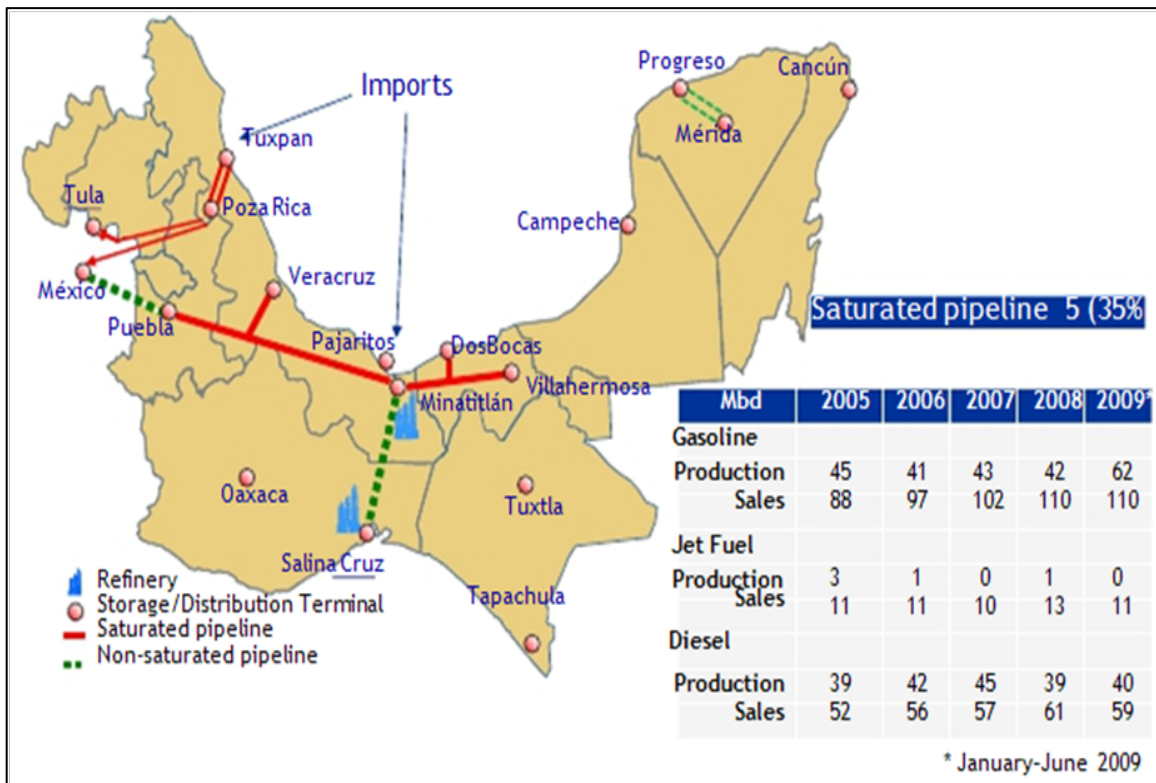 Imports
Progreso
Cancún
Mérida
Tuxpan
Tula
Poza Rica
Campeche
México
Veracruz
Puebla
Pajaritos
DosBocas
Minatitlán
Villahermosa
Oaxaca
Tuxtla
Salina Cruz
Tapachula
Refinery
Storage/Distribution Terminal
Saturated pipeline
Non-saturated pipeline
Saturated pipeline 5 (35%
Mbd 2005 2006 2007 2008 2009*
Gasoline
Production 45 41 43 42 62
Sales 88 97 102 110 110
Jet Fuel
Production 3 1 0 1 0
Sales 11 11 10 13 11
Diesel
Production 39 42 45 39 40
Sales 52 56 57 61 59
* January-June 2009